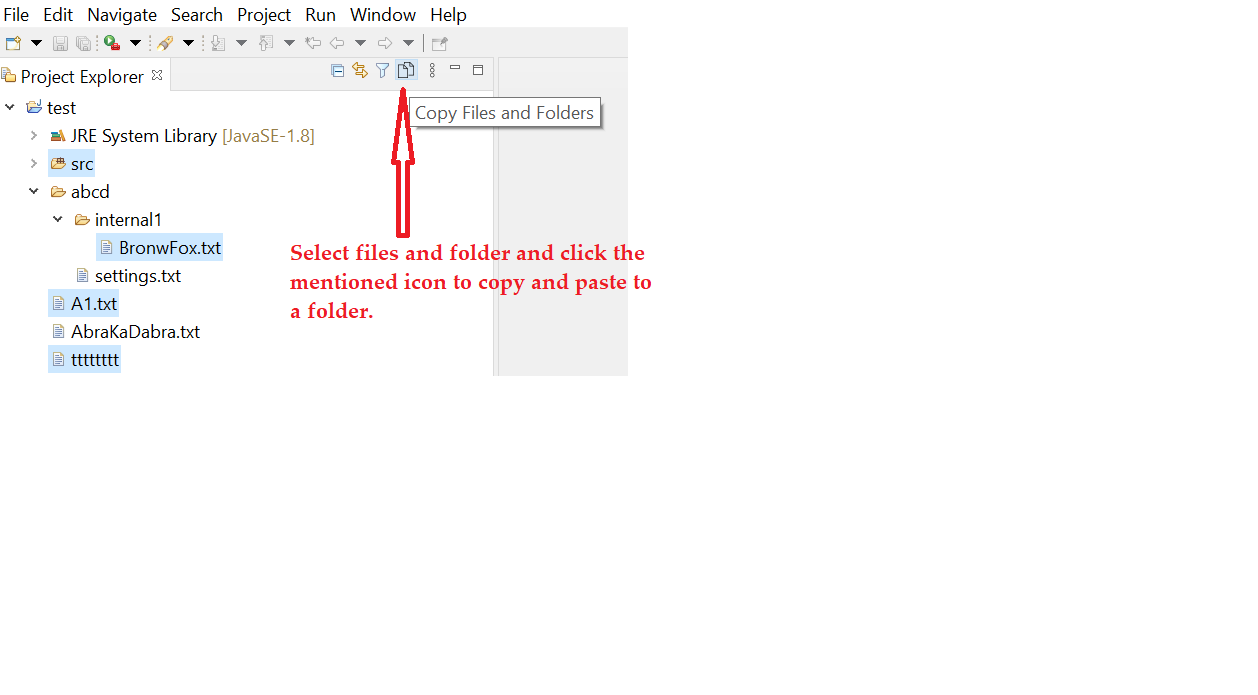 File Edit Navigate Search Project Run Window Help
Project Explorer
Copy Files and Folders
test
JRE System Library [JavaSE-1.8]
src
abcd
internal1
BronwFox.txt
settings.txt
A1.txt
AbraKaDabra.txt
tttttttt
Select files and folder and click the
mentioned icon to copy and paste to
a folder.